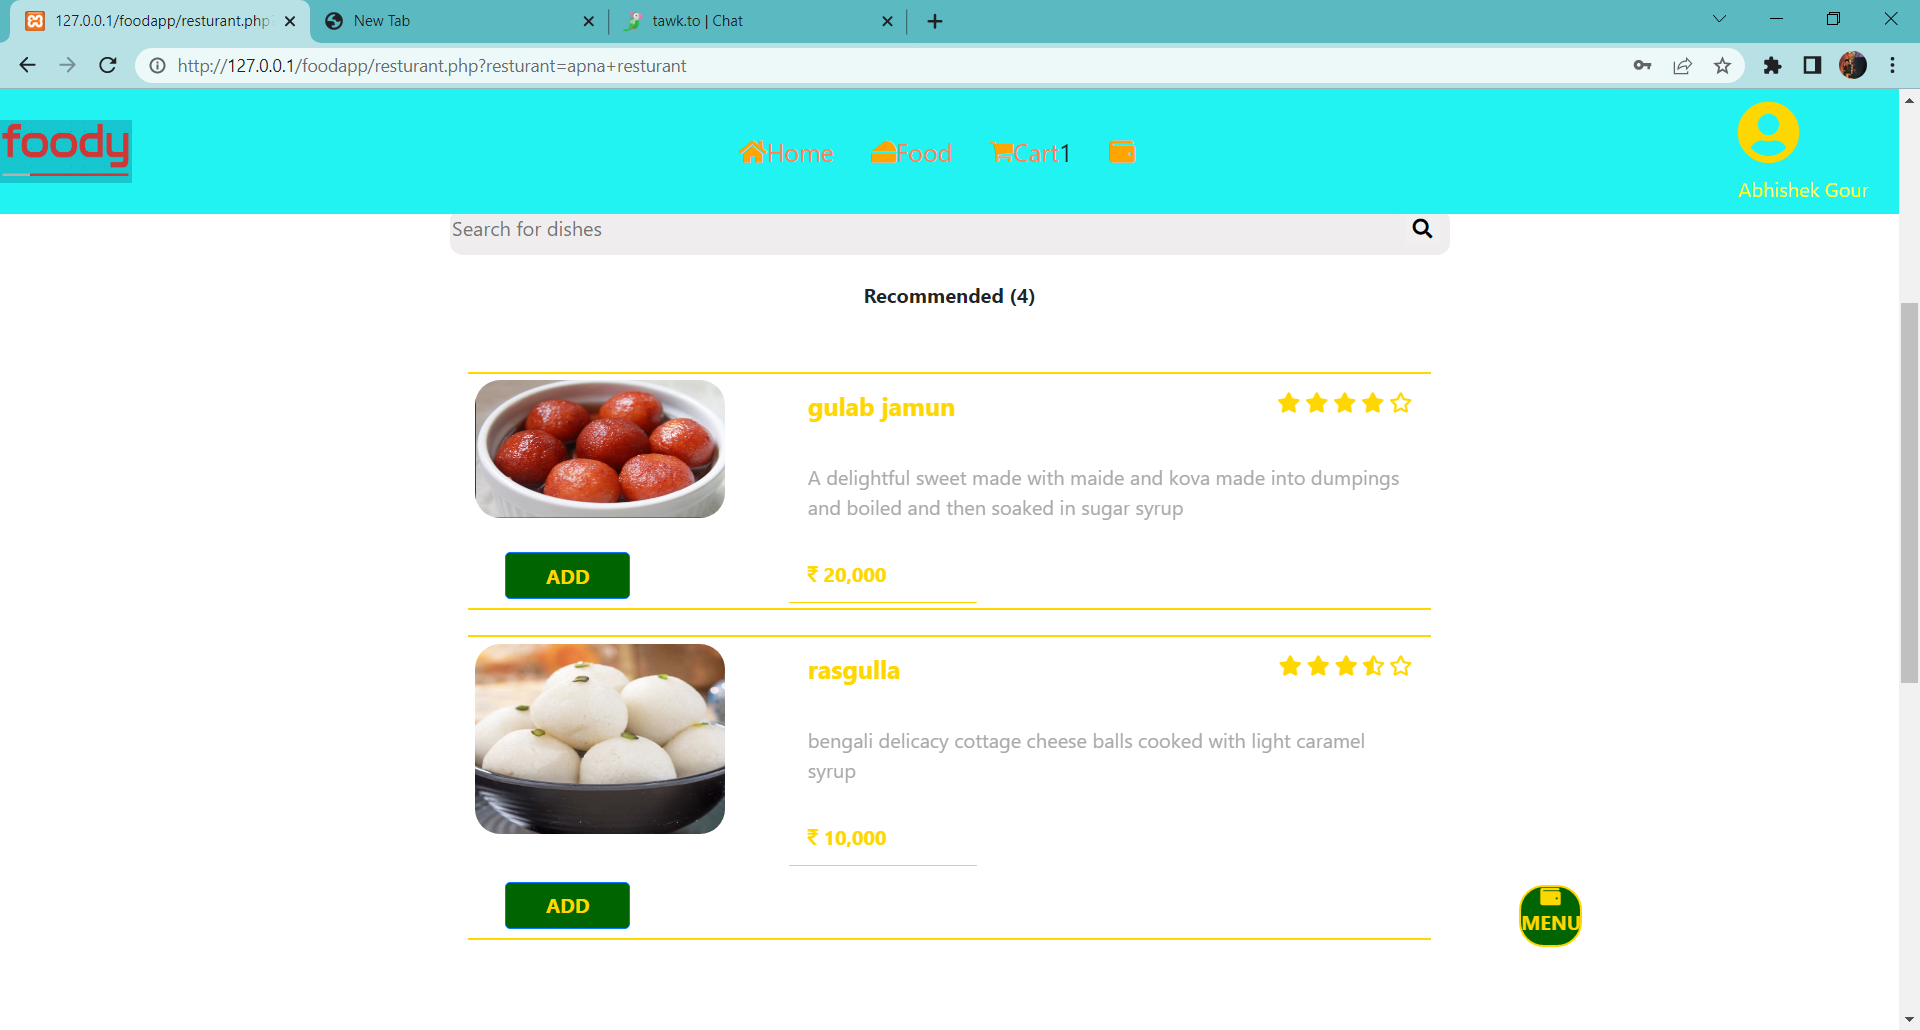 127.0.0.1/foodapp/resturant.php
New Tab
tawk.to | Chat
http://127.0.0.1/foodapp/resturant.php?resturant=apna+resturant
foody
Home
Food
Cart1
Abhishek Gour
Search for dishes
Recommended (4)
gulab jamun
A delightful sweet made with maide and kova made into dumpings
and boiled and then soaked in sugar syrup
ADD
₹ 20,000
rasgulla
bengali delicacy cottage cheese balls cooked with light caramel
syrup
₹ 10,000
ADD
MENU